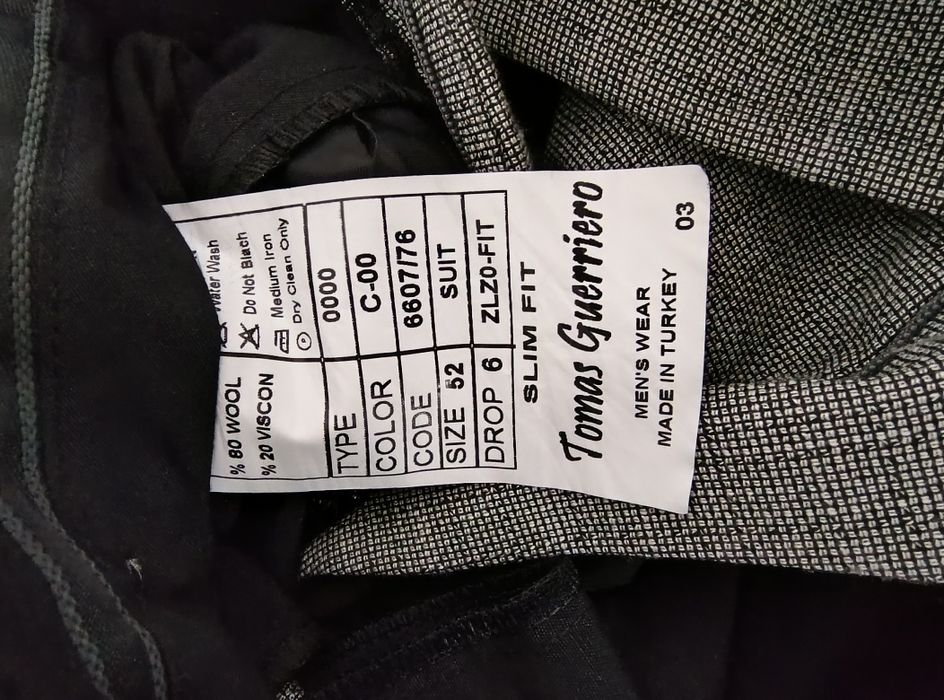 Water Wash
Do Not Blach
Medium Iron
Dry Clean Only
% 80 WOOL
% 20 VISCON
TYPE 0000
COLOR C-00
CODE 6607/76
SIZE 52 SUIT
DROP 6 ZLZ0-FIT
SLIM FIT
Tomas Guerriero
MEN'S WEAR
MADE IN TURKEY
03